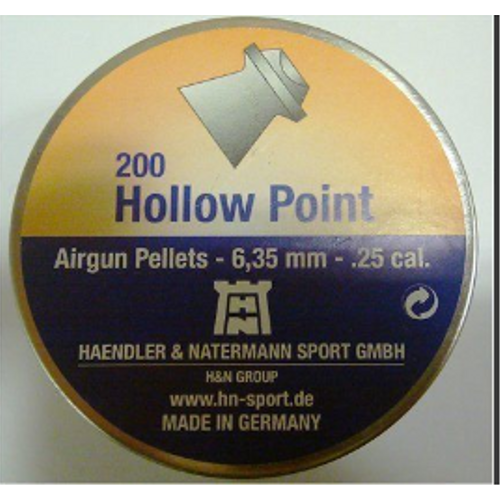 200
Hollow Point
Airgun Pellets - 6,35 mm - .25 cal.
HN
HAENDLER & NATERMANN SPORT GMBH
H&N GROUP
www.hn-sport.de
MADE IN GERMANY